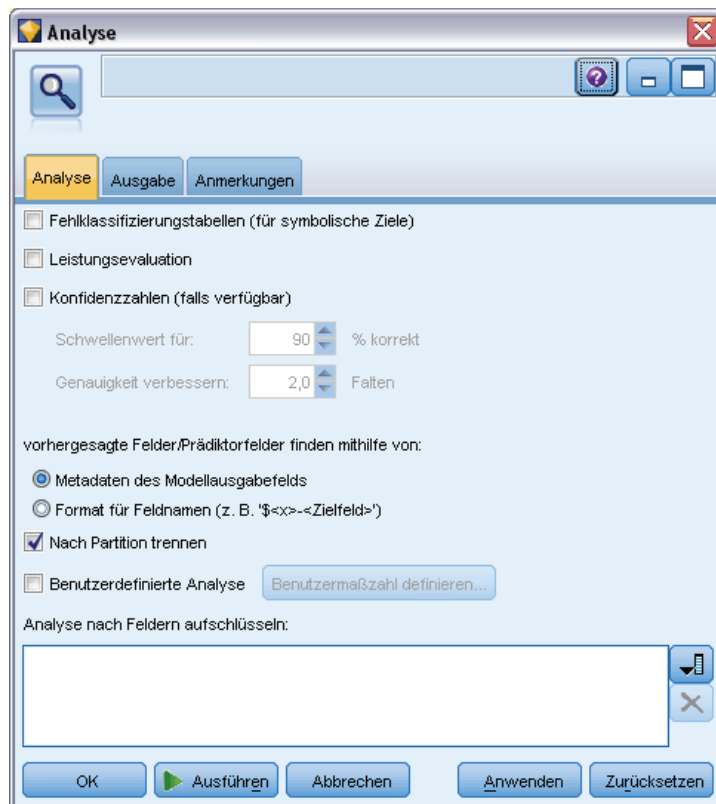 Analyse
Analyse Ausgabe Anmerkungen
Fehlklassifizierungstabellen (für symbolische Ziele)
Leistungsevaluation
Konfidenzzahlen (falls verfügbar)
Schwellenwert für: 90 % korrekt
Genauigkeit verbessern: 2,0 Falten
vorhergesagte Felder/Prädiktorfelder finden mithilfe von:
Metadaten des Modellausgabefelds
Format für Feldnamen (z. B. '$<x>-<Zielfeld>')
Nach Partition trennen
Benutzerdefinierte Analyse Benutzermaßzahl definieren...
Analyse nach Feldern aufschlüsseln:
OK Ausführen Abbrechen Anwenden Zurücksetzen